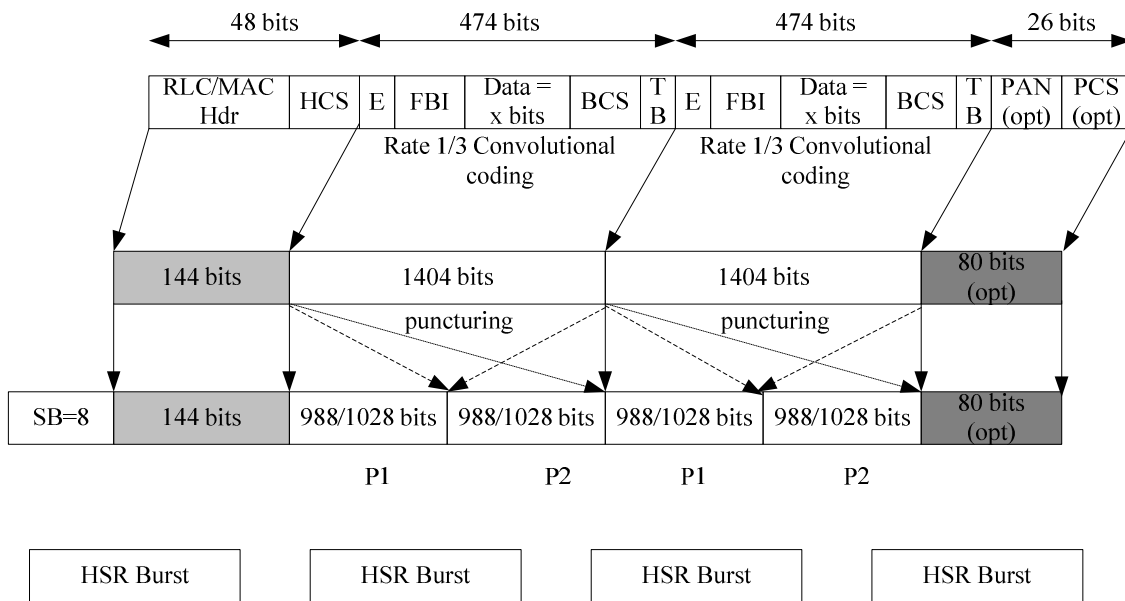 48 bits
474 bits
474 bits
26 bits
RLC/MAC
Hdr
HCS
E
FBI
Data =
x bits
BCS
T
B
E
FBI
Data =
x bits
BCS
T
B
PAN
(opt)
PCS
(opt)
Rate 1/3 Convolutional
coding
Rate 1/3 Convolutional
coding
144 bits
1404 bits
1404 bits
80 bits
(opt)
puncturing
puncturing
SB=8
144 bits
988/1028 bits
988/1028 bits
988/1028 bits
988/1028 bits
80 bits
(opt)
P1
P2
P1
P2
HSR Burst
HSR Burst
HSR Burst
HSR Burst